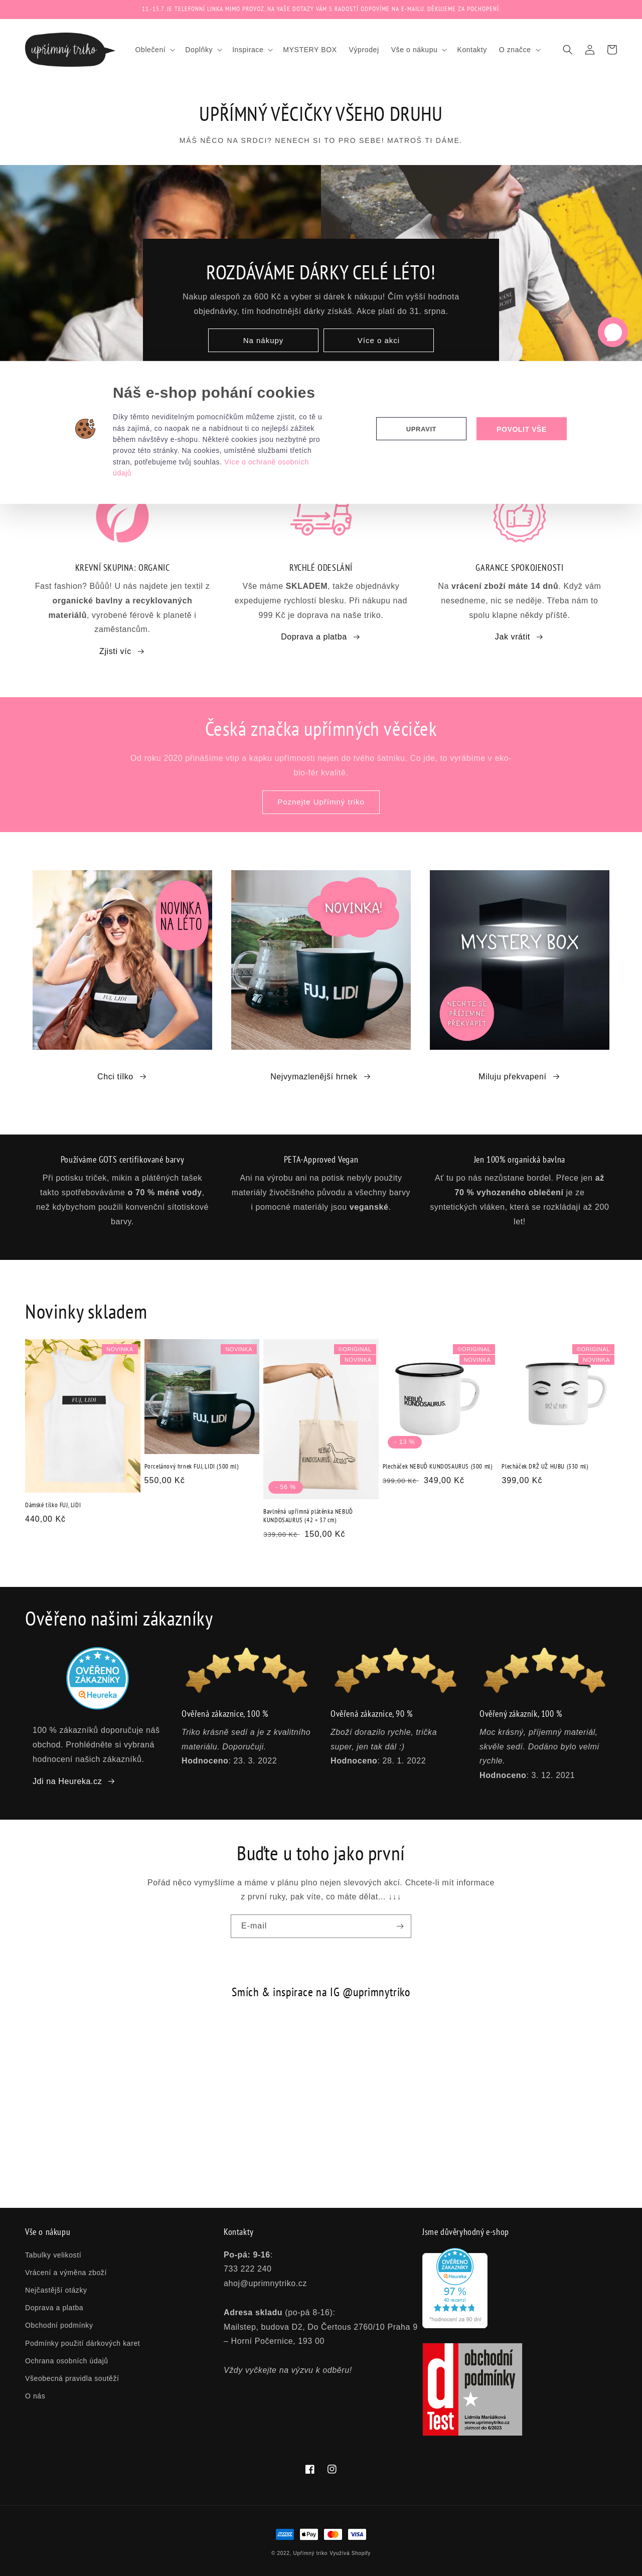 11.-15.7. JE TELEFONNÍ LINKA MIMO PROVOZ. NA VAŠE DOTAZY VÁM S RADOSTÍ ODPOVÍME NA E-MAILU. DĚKUJEME ZA POCHOPENÍ.
upřímný triko
Oblečení Doplňky Inspirace MYSTERY BOX Výprodej Vše o nákupu Kontakty O značce
UPŘÍMNÝ VĚCIČKY VŠEHO DRUHU
MÁŠ NĚCO NA SRDCI? NENECH SI TO PRO SEBE! MATROŠ TI DÁME.
ROZDÁVÁME DÁRKY CELÉ LÉTO!
Nakup alespoň za 600 Kč a vyber si dárek k nákupu! Čím vyšší hodnota
objednávky, tím hodnotnější dárky získáš. Akce platí do 31. srpna.
Na nákupy
Více o akci
Náš e-shop pohání cookies
Díky těmto neviditelným pomocníčkům můžeme zjistit, co tě u
nás zajímá, co naopak ne a nabídnout ti co nejlepší zážitek
během návštěvy e-shopu. Některé cookies jsou nezbytné pro
provoz této stránky. Na cookies, umístěné službami třetích
stran, potřebujeme tvůj souhlas. Více o ochraně osobních
údajů
UPRAVIT
POVOLIT VŠE
KREVNÍ SKUPINA: ORGANIC
Fast fashion? Bůůů! U nás najdete jen textil z
organické bavlny a recyklovaných
materiálů, vyrobené férově k planetě i
zaměstancům.
Zjisti víc →
RYCHLÉ ODESLÁNÍ
Vše máme SKLADEM, takže objednávky
expedujeme rychlostí blesku. Při nákupu nad
999 Kč je doprava na naše triko.
Doprava a platba →
GARANCE SPOKOJENOSTI
Na vrácení zboží máte 14 dnů. Když vám
nesedneme, nic se neděje. Třeba nám to
spolu klapne někdy příště.
Jak vrátit →
Česká značka upřímných věciček
Od roku 2020 přinášíme vtip a kapku upřímnosti nejen do tvého šatníku. Co jde, to vyrábíme v eko-
bio-fér kvalitě.
Poznejte Upřímný triko
NOVINKA
NA LÉTO
FUJ, LIDI
NOVINKA!
FUJ, LIDI
MYSTERY BOX
NECHTE SE
PŘÍJEMNĚ
PŘEKVAPIT
Chci tílko →
Nejvymazlenější hrnek →
Miluju překvapení →
Používáme GOTS certifikované barvy
Při potisku triček, mikin a plátěných tašek
takto spotřebováváme o 70 % méně vody,
než kdybychom použili konvenční sítotiskové
barvy.
PETA-Approved Vegan
Ani na výrobu ani na potisk nebyly použity
materiály živočišného původu a všechny barvy
i pomocné materiály jsou veganské.
Jen 100% organická bavlna
Ať tu po nás nezůstane bordel. Přece jen až
70 % vyhozeného oblečení je ze
syntetických vláken, které se rozkládají až 200
let!
Novinky skladem
NOVINKA
FUJ, LIDI
Dámské tílko FUJ, LIDI
440,00 Kč
NOVINKA
FUJ, LIDI
Porcelánový hrnek FUJ, LIDI (300 ml)
550,00 Kč
©ORIGINAL
NOVINKA
NEBUĎ
KUNDOSAURUS.
- 56 %
Bavlněná upřímná plátěnka NEBUĎ
KUNDOSAURUS (42 × 37 cm)
339,00 Kč 150,00 Kč
©ORIGINAL
NOVINKA
NEBUĎ
KUNDOSAURUS.
- 13 %
Plecháček NEBUĎ KUNDOSAURUS (300 ml)
399,00 Kč 349,00 Kč
©ORIGINAL
NOVINKA
DRŽ UŽ HUBU
Plecháček DRŽ UŽ HUBU (330 ml)
399,00 Kč
Ověřeno našimi zákazníky
OVĚŘENO
ZÁKAZNÍKY
Heureka!
100 % zákazníků doporučuje náš
obchod. Prohlédněte si vybraná
hodnocení našich zákazníků.
Jdi na Heureka.cz →
Ověřená zákaznice, 100 %
Triko krásně sedí a je z kvalitního
materiálu. Doporučuji.
Hodnoceno: 23. 3. 2022
Ověřená zákaznice, 90 %
Zboží dorazilo rychle, trička
super, jen tak dál :)
Hodnoceno: 28. 1. 2022
Ověřený zákazník, 100 %
Moc krásný, příjemný materiál,
skvěle sedí. Dodáno bylo velmi
rychle.
Hodnoceno: 3. 12. 2021
Buďte u toho jako první
Pořád něco vymyšlíme a máme v plánu plno nejen slevových akcí. Chcete-li mít informace
z první ruky, pak víte, co máte dělat... ↓↓↓
E-mail
Smích & inspirace na IG @uprimnytriko
Vše o nákupu
Tabulky velikostí
Vrácení a výměna zboží
Nejčastější otázky
Doprava a platba
Obchodní podmínky
Podmínky použití dárkových karet
Ochrana osobních údajů
Všeobecná pravidla soutěží
O nás
Kontakty
Po-pá: 9-16:
733 222 240
ahoj@uprimnytriko.cz
Adresa skladu (po-pá 8-16):
Mailstep, budova D2, Do Čertous 2760/10 Praha 9
– Horní Počernice, 193 00
Vždy vyčkejte na výzvu k odběru!
Jsme důvěryhodný e-shop
OVĚŘENO
ZÁKAZNÍKY
Heureka
97 %
*hodnocení za 90 dní
dTest
obchodní
podmínky
Lidmila Maršálková
www.uprimnytriko.cz
platnost do 6/2023
© 2022, Upřímný triko Využívá Shopify